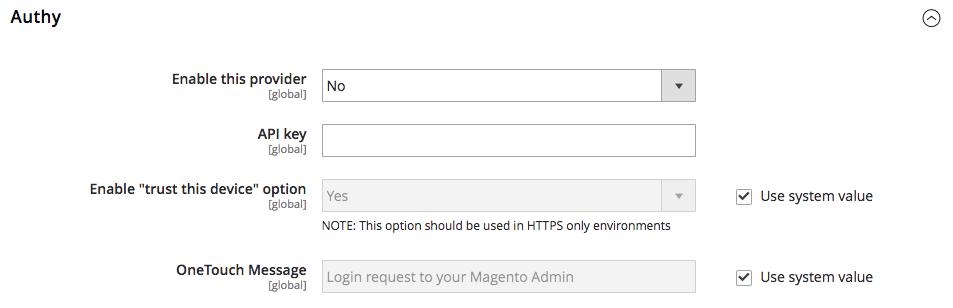 Authy
Enable this provider
[global]
No
API key
[global]
Enable "trust this device" option
[global]
Yes
Use system value
NOTE: This option should be used in HTTPS only environments
OneTouch Message
[global]
Login request to your Magento Admin
Use system value